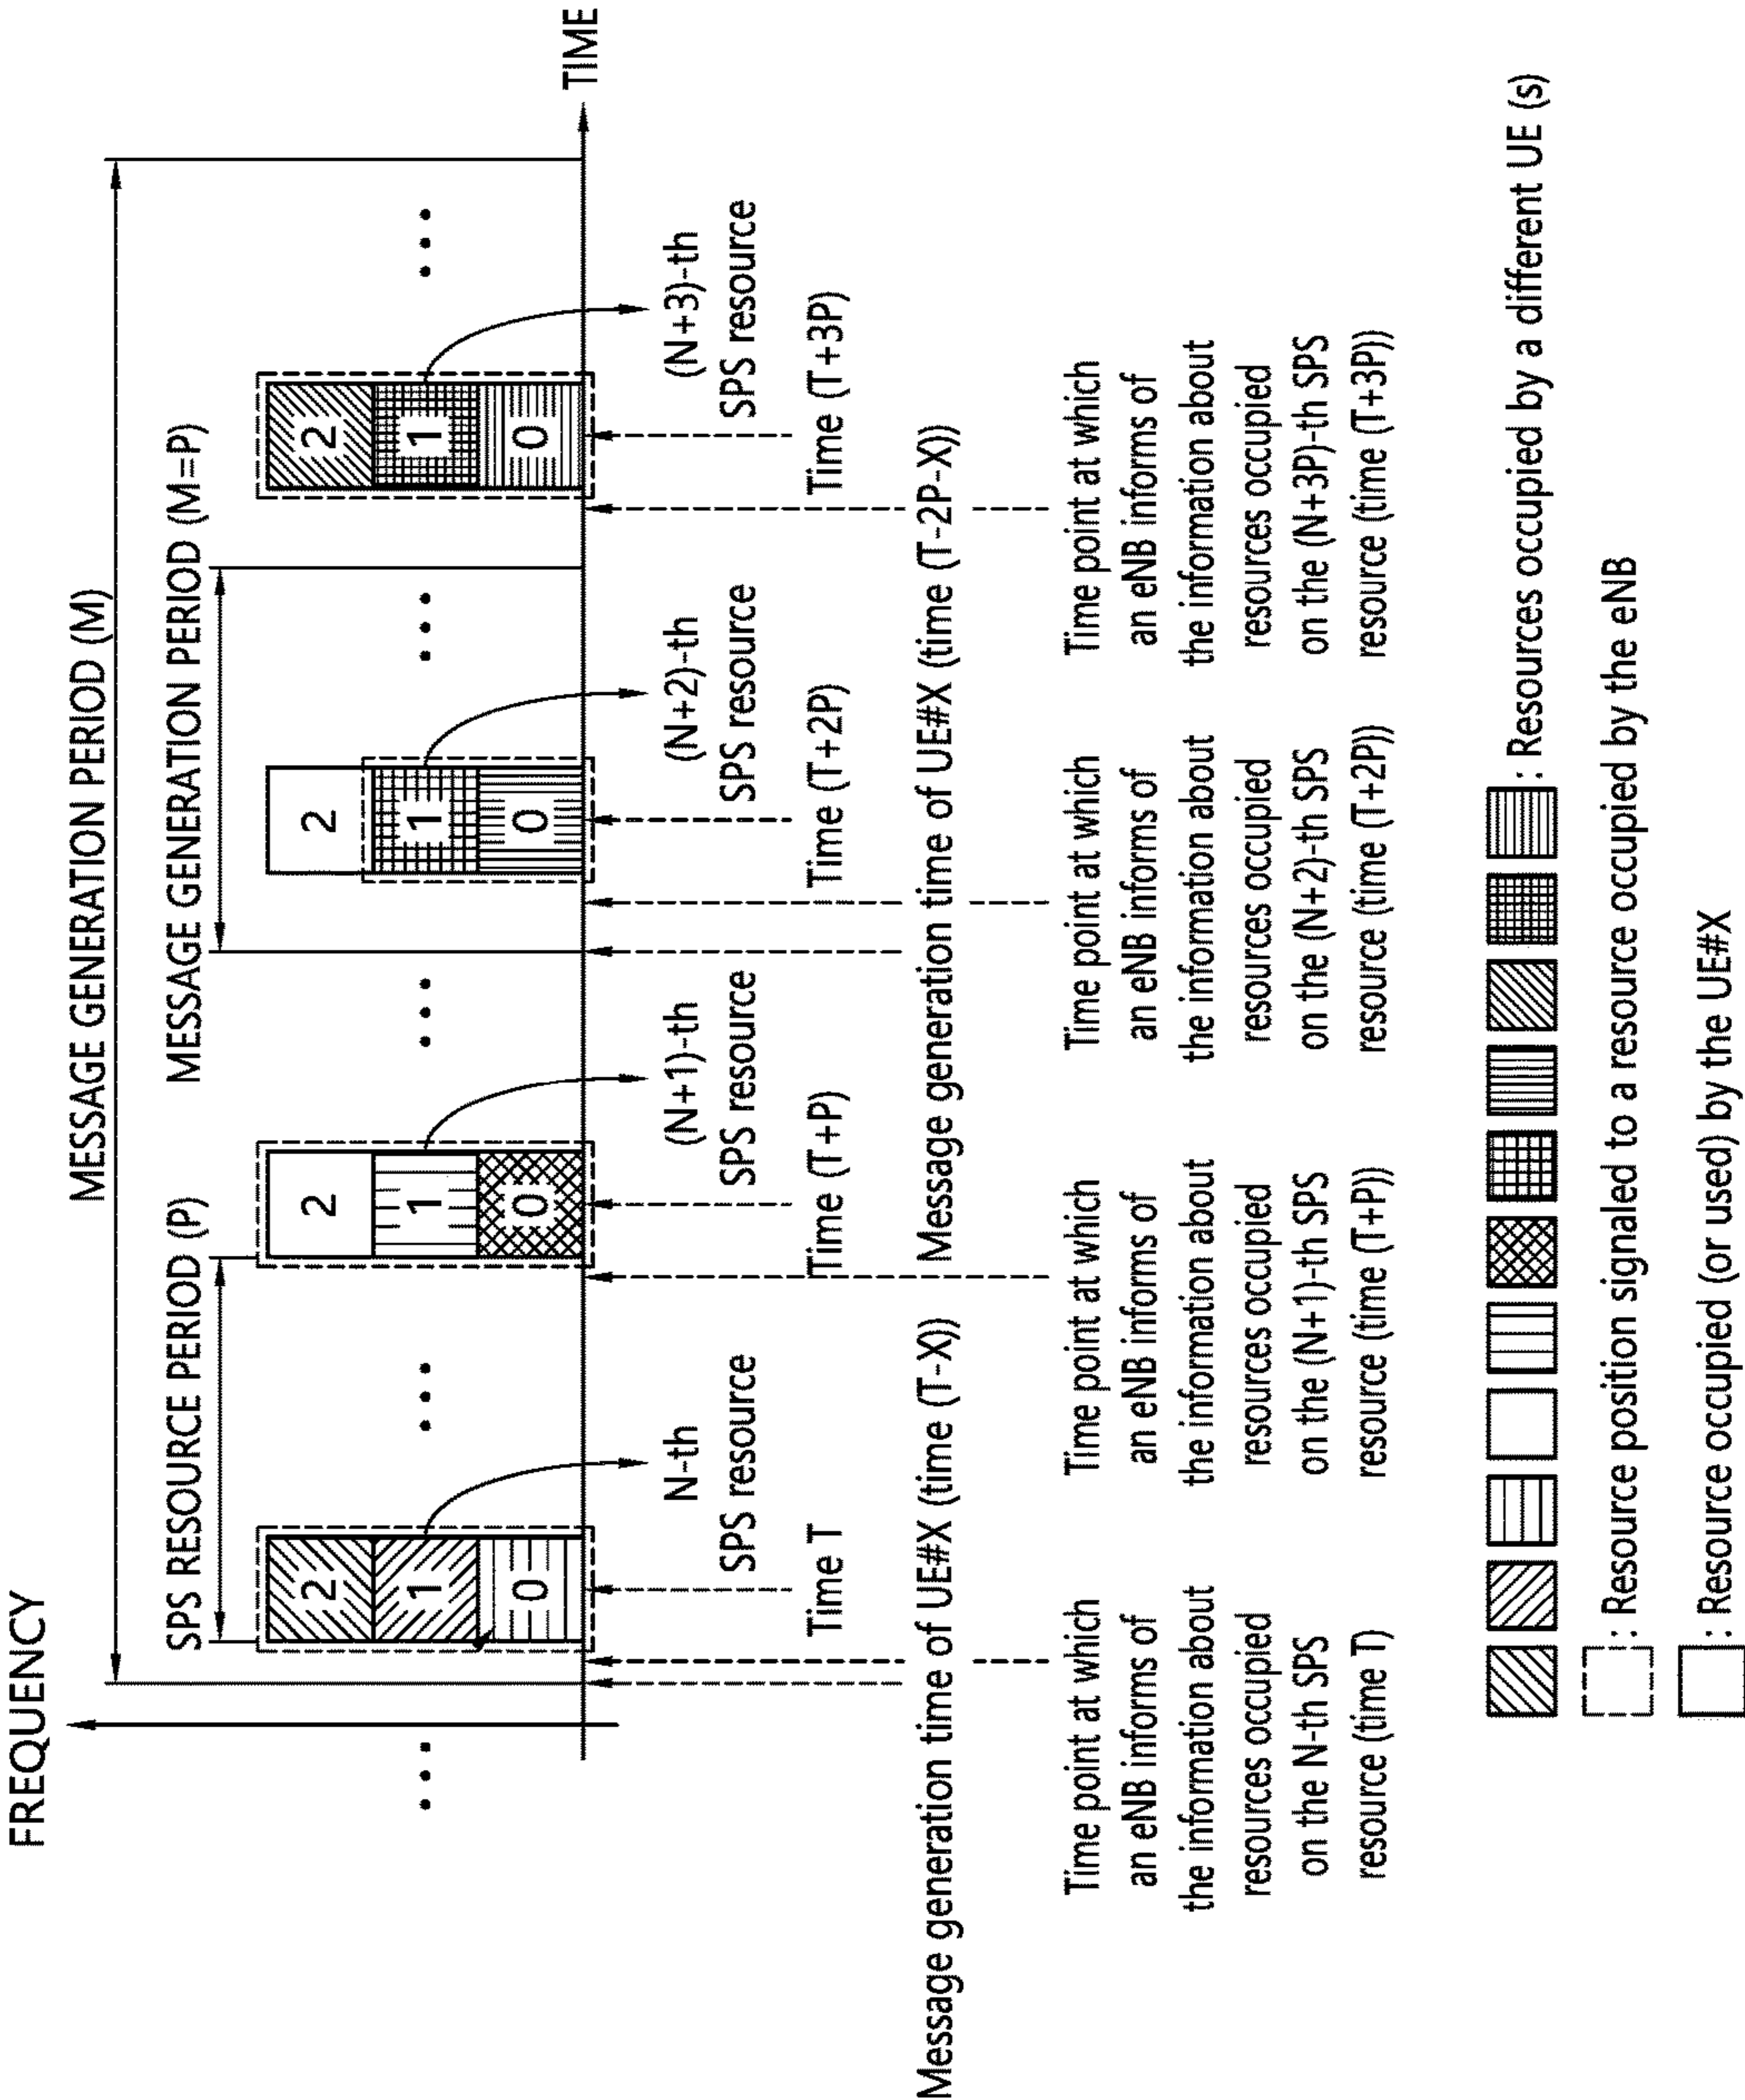 FREQUENCY
MESSAGE GENERATION PERIOD (M)
SPS RESOURCE PERIOD (P)
MESSAGE GENERATION PERIOD (M=P)
2
1
0
2
1
0
2
1
0
2
1
0
TIME
N-th
SPS resource
Time T
(N+1)-th
SPS resource
Time (T+P)
(N+2)-th
SPS resource
Time (T+2P)
(N+3)-th
SPS resource
Time (T+3P)
Message generation time of UE#X (time (T-X))
Message generation time of UE#X (time (T-2P-X))
Time point at which
an eNB informs of
the information about
resources occupied
on the N-th SPS
resource (time T)
Time point at which
an eNB informs of
the information about
resources occupied
on the (N+1)-th SPS
resource (time (T+P))
Time point at which
an eNB informs of
the information about
resources occupied
on the (N+2)-th SPS
resource (time (T+2P))
Time point at which
an eNB informs of
the information about
resources occupied
on the (N+3P)-th SPS
resource (time (T+3P))
: Resources occupied by a different UE (s)
: Resource position signaled to a resource occupied by the eNB
: Resource occupied (or used) by the UE#X